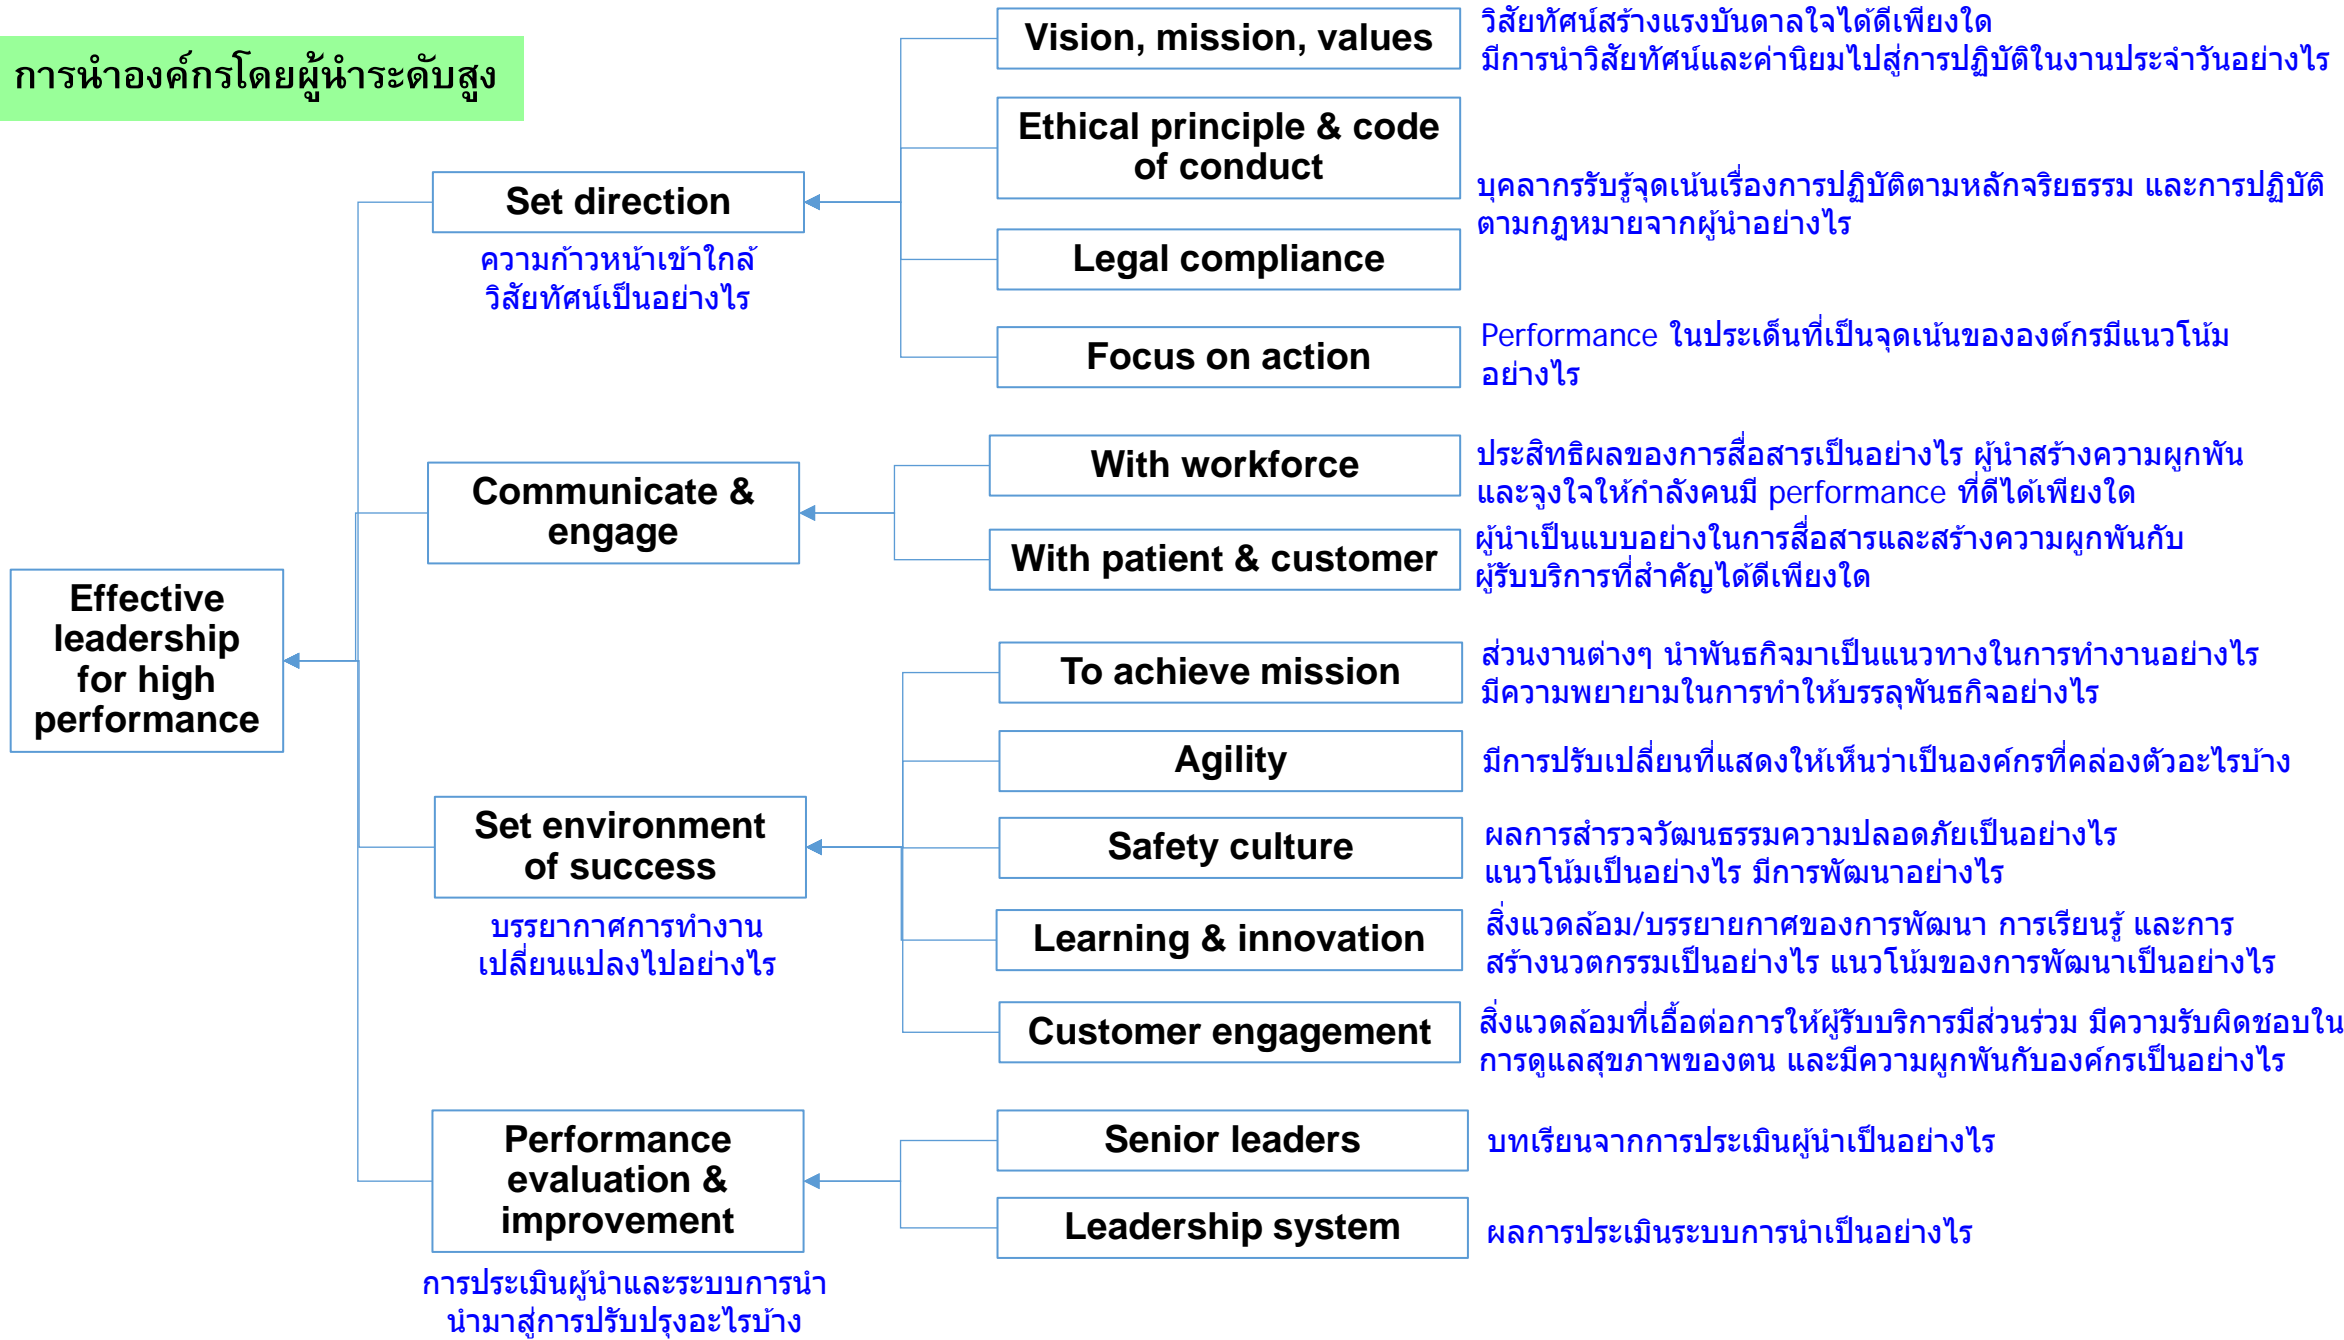 การนำองค์กรโดยผู้นำระดับสูง
Effective
leadership
for high
performance
Set direction
ความก้าวหน้าเข้าใกล้
วิสัยทัศน์เป็นอย่างไร
Vision, mission, values
วิสัยทัศน์สร้างแรงบันดาลใจได้ดีเพียงใด
มีการนำวิสัยทัศน์และค่านิยมไปสู่การปฏิบัติในงานประจำวันอย่างไร
Ethical principle & code
of conduct
บุคลากรรับรู้จุดเน้นเรื่องการปฏิบัติตามหลักจริยธรรม และการปฏิบัติ
ตามกฎหมายจากผู้นำอย่างไร
Legal compliance
Focus on action
Performance ในประเด็นที่เป็นจุดเน้นขององต์กรมีแนวโน้ม
อย่างไร
Communicate &
engage
With workforce
ประสิทธิผลของการสื่อสารเป็นอย่างไร ผู้นำสร้างความผูกพัน
และจูงใจให้กำลังคนมี performance ที่ดีได้เพียงใด
With patient & customer
ผู้นำเป็นแบบอย่างในการสื่อสารและสร้างความผูกพันกับ
ผู้รับบริการที่สำคัญได้ดีเพียงใด
Set environment
of success
บรรยากาศการทำงาน
เปลี่ยนแปลงไปอย่างไร
To achieve mission
ส่วนงานต่างๆ นำพันธกิจมาเป็นแนวทางในการทำงานอย่างไร
มีความพยายามในการทำให้บรรลุพันธกิจอย่างไร
Agility
มีการปรับเปลี่ยนที่แสดงให้เห็นว่าเป็นองค์กรที่คล่องตัวอะไรบ้าง
Safety culture
ผลการสำรวจวัฒนธรรมความปลอดภัยเป็นอย่างไร
แนวโน้มเป็นอย่างไร มีการพัฒนาอย่างไร
Learning & innovation
สิ่งแวดล้อม/บรรยายกาศของการพัฒนา การเรียนรู้ และการ
สร้างนวตกรรมเป็นอย่างไร แนวโน้มของการพัฒนาเป็นอย่างไร
Customer engagement
สิ่งแวดล้อมที่เอื้อต่อการให้ผู้รับบริการมีส่วนร่วม มีความรับผิดชอบใน
การดูแลสุขภาพของตน และมีความผูกพันกับองค์กรเป็นอย่างไร
Performance
evaluation &
improvement
การประเมินผู้นำและระบบการนำ
นำมาสู่การปรับปรุงอะไรบ้าง
Senior leaders
บทเรียนจากการประเมินผู้นำเป็นอย่างไร
Leadership system
ผลการประเมินระบบการนำเป็นอย่างไร